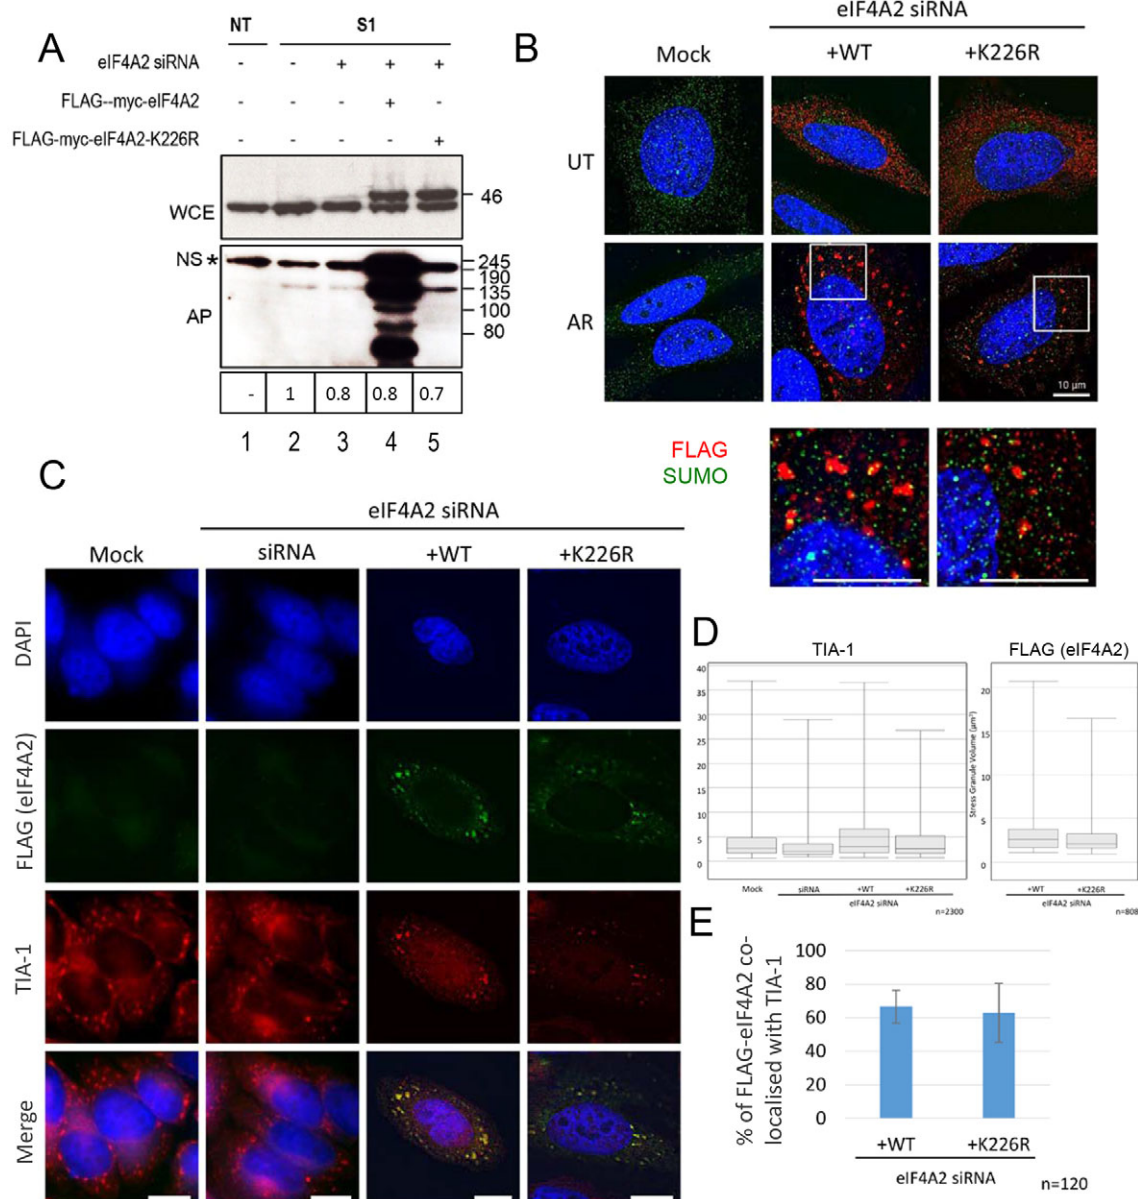 A
NT S1
eIF4A2 siRNA - - + + +
FLAG--myc-eIF4A2 - - - + -
FLAG-myc-eIF4A2-K226R - - - - +
WCE 46
NS * 245
190
135
AP 100
80
- 1 0.8 0.8 0.7
1 2 3 4 5
B
eIF4A2 siRNA
Mock +WT +K226R
UT
AR
10 µm
FLAG
SUMO
C
eIF4A2 siRNA
Mock siRNA +WT +K226R
DAPI
FLAG (eIF4A2)
TIA-1
Merge
D
TIA-1
40
35
30
25
20
15
10
5
0
Mock siRNA +WT +K226R
eIF4A2 siRNA
n=2300
FLAG (eIF4A2)
Stress Granule Volume (µm³)
20
15
10
5
0
+WT +K226R
eIF4A2 siRNA
n=808
E
% of FLAG-eIF4A2 co-
localised with TIA-1
100
80
60
40
20
0
+WT +K226R
eIF4A2 siRNA
n=120